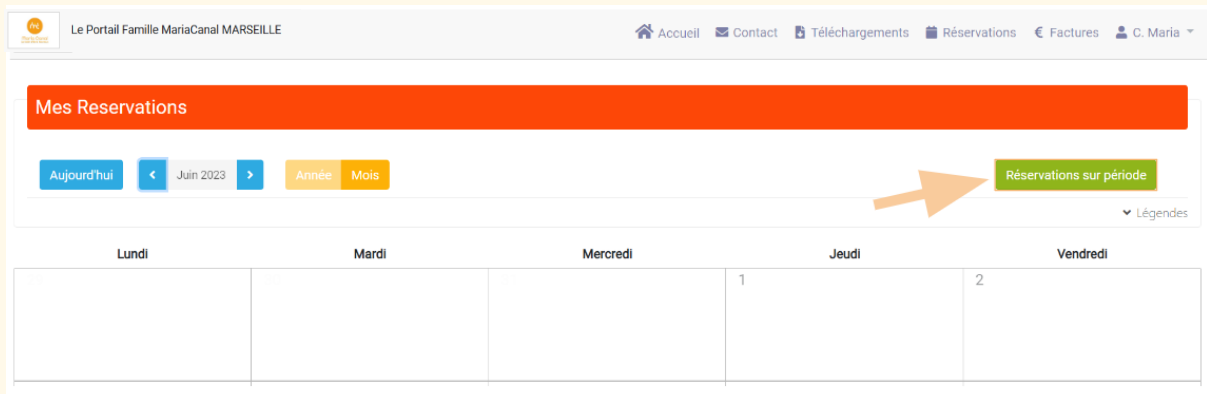 Le Portail Famille MariaCanal MARSEILLE
Accueil Contact Téléchargements Réservations € Factures C. Maria
Mes Reservations
Aujourd'hui < Juin 2023 > Année Mois
Réservations sur période
Légendes
Lundi Mardi Mercredi Jeudi Vendredi
1 2